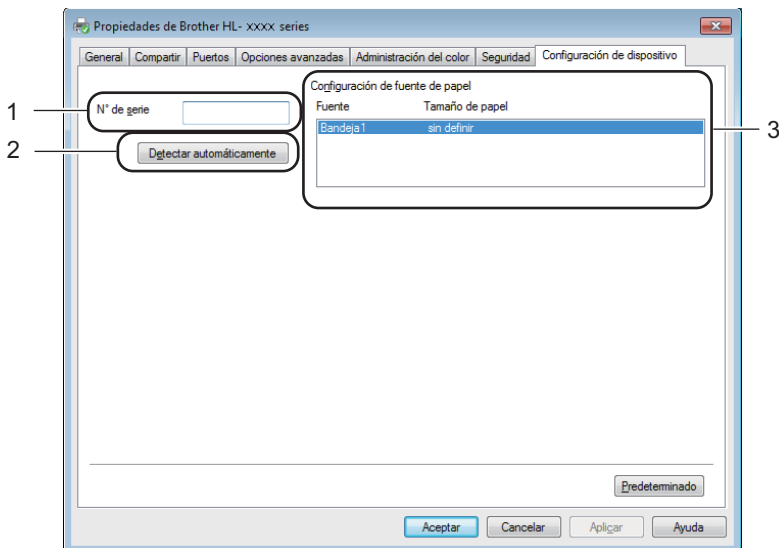 Propiedades de Brother HL- xxxx series
General Compartir Puertos Opciones avanzadas Administración del color Seguridad Configuración de dispositivo
Configuración de fuente de papel
1
N° de serie
Fuente Tamaño de papel
Bandeja1 sin definir
3
2
Detectar automáticamente
Predeterminado
Aceptar Cancelar Aplicar Ayuda